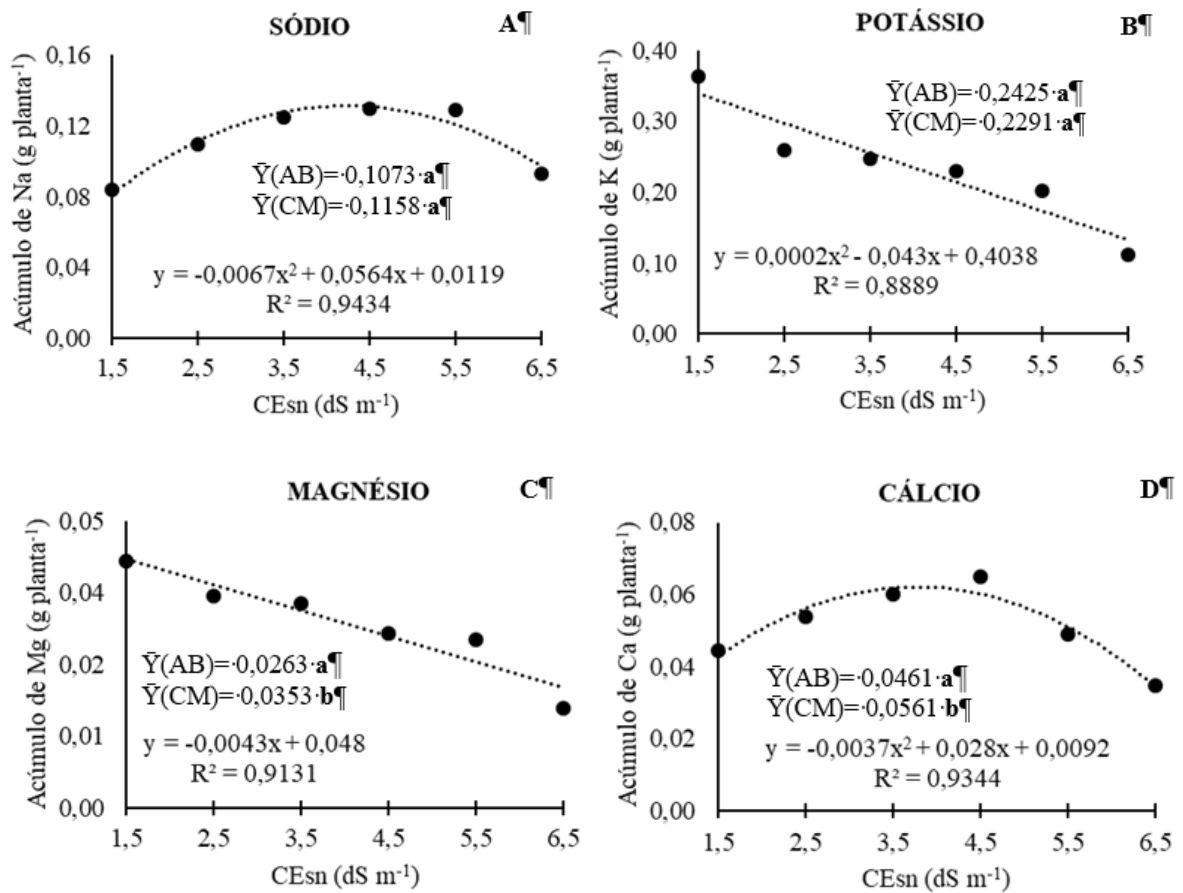 SÓDIO
A¶
Acúmulo de Na (g planta⁻¹)
0,16
0,12
0,08
0,04
0,00
Ȳ(AB)=·0,1073·a¶
Ȳ(CM)=·0,1158·a¶
y = -0,0067x² + 0,0564x + 0,0119
R² = 0,9434
1,5 2,5 3,5 4,5 5,5 6,5
CEsn (dS m⁻¹)
POTÁSSIO
B¶
Acúmulo de K (g planta⁻¹)
0,40
0,30
0,20
0,10
0,00
Ȳ(AB)=·0,2425·a¶
Ȳ(CM)=·0,2291·a¶
y = 0,0002x² - 0,043x + 0,4038
R² = 0,8889
1,5 2,5 3,5 4,5 5,5 6,5
CEsn (dS m⁻¹)
MAGNÉSIO
C¶
Acúmulo de Mg (g planta⁻¹)
0,05
0,04
0,02
0,01
0,00
Ȳ(AB)=·0,0263·a¶
Ȳ(CM)=·0,0353·b¶
y = -0,0043x + 0,048
R² = 0,9131
1,5 2,5 3,5 4,5 5,5 6,5
CEsn (dS m⁻¹)
CÁLCIO
D¶
Acúmulo de Ca (g planta⁻¹)
0,08
0,06
0,04
0,02
0,00
Ȳ(AB)=·0,0461·a¶
Ȳ(CM)=·0,0561·b¶
y = -0,0037x² + 0,028x + 0,0092
R² = 0,9344
1,5 2,5 3,5 4,5 5,5 6,5
CEsn (dS m⁻¹)